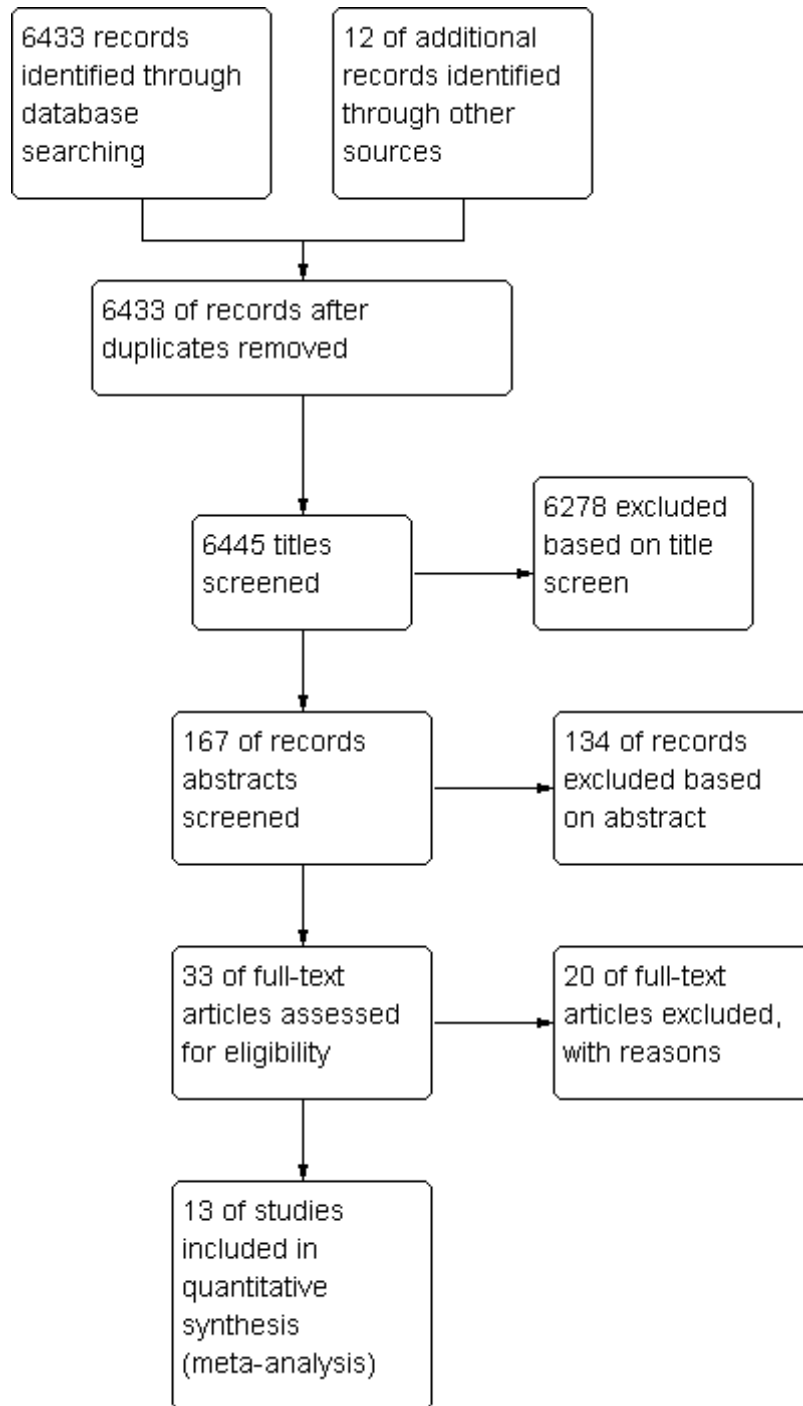 6433 records
identified through
database
searching
12 of additional
records identified
through other
sources
6433 of records after
duplicates removed
6445 titles
screened
6278 excluded
based on title
screen
167 of records
abstracts
screened
134 of records
excluded based
on abstract
33 of full-text
articles assessed
for eligibility
20 of full-text
articles excluded,
with reasons
13 of studies
included in
quantitative
synthesis
(meta-analysis)